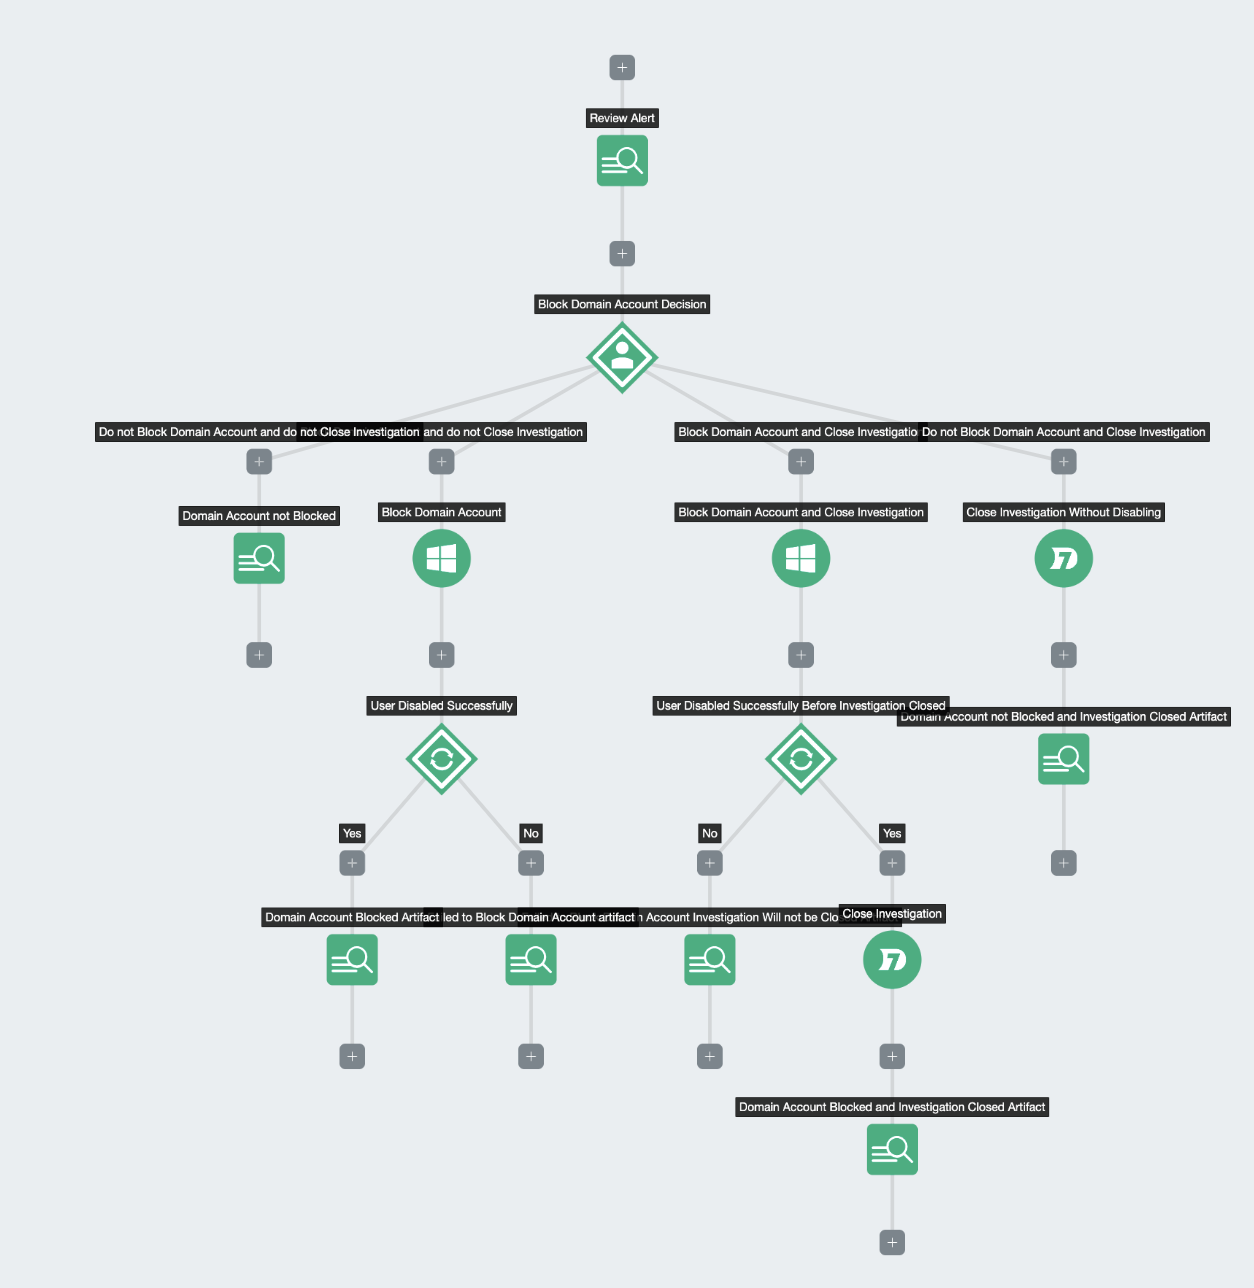 Review Alert
Block Domain Account Decision
Do not Block Domain Account and do not Close Investigation
and do not Close Investigation
Block Domain Account and Close Investigatio
Do not Block Domain Account and Close Investigation
Domain Account not Blocked
Block Domain Account
Block Domain Account and Close Investigation
Close Investigation Without Disabling
User Disabled Successfully
User Disabled Successfully Before Investigation Closed
Domain Account not Blocked and Investigation Closed Artifact
Yes
No
No
Yes
Domain Account Blocked Artifact
led to Block Domain Account artifact
Account Investigation Will not be Clo
Close Investigation
Domain Account Blocked and Investigation Closed Artifact